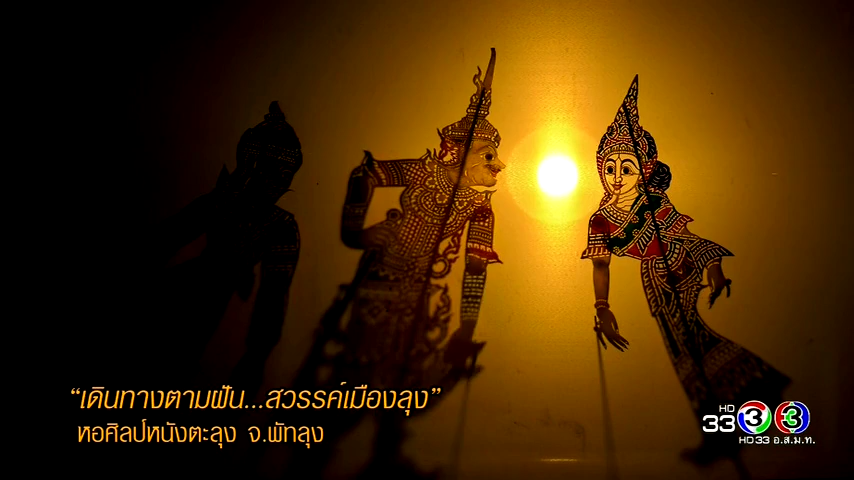 “เดินทางตามฝัน...สวรรค์เมืองลุง”
หอศิลป์หนังตะลุง จ.พัทลุง
HD
33 3 3
HD 33 อ.ส.ม.ท.